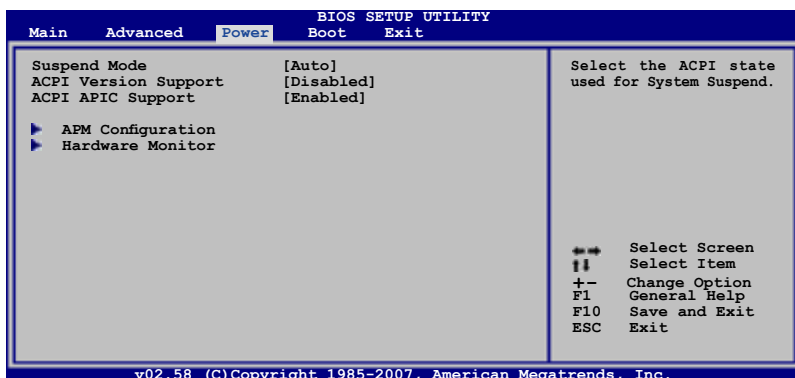 BIOS SETUP UTILITY
Main Advanced Power Boot Exit
Suspend Mode [Auto]
ACPI Version Support [Disabled]
ACPI APIC Support [Enabled]
APM Configuration
Hardware Monitor
Select the ACPI state
used for System Suspend.
Select Screen
Select Item
+- Change Option
F1 General Help
F10 Save and Exit
ESC Exit
v02.58 (C)Copyright 1985-2007, American Megatrends, Inc.